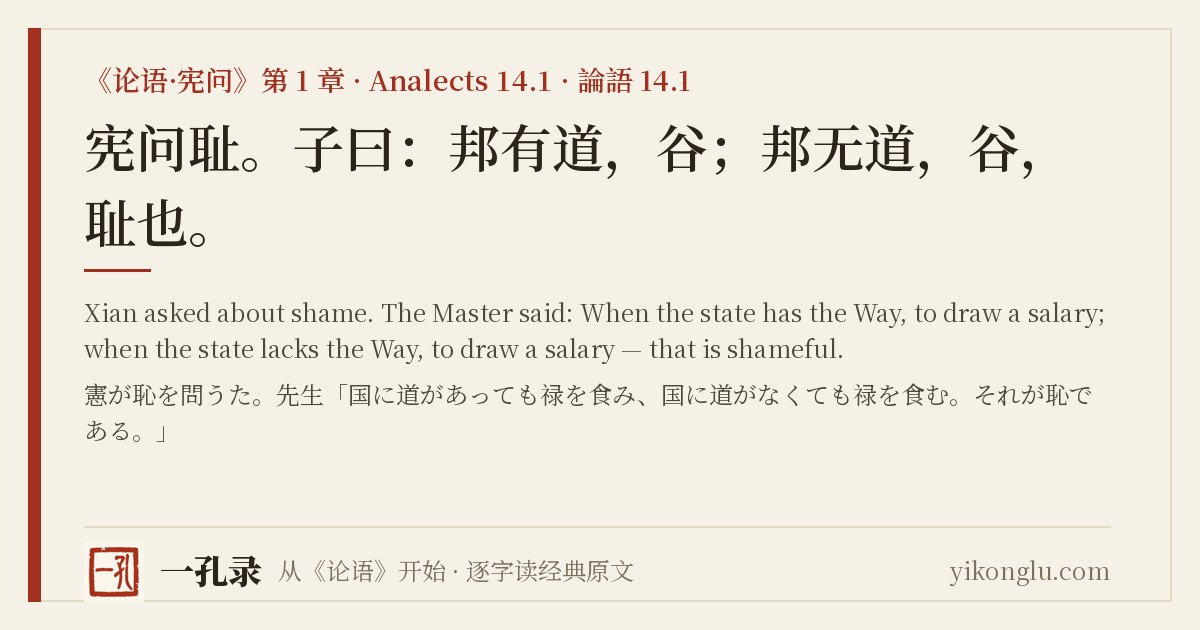 《论语·宪问》第 1 章 · Analects 14.1 · 論語 14.1
宪问耻。子曰：邦有道，谷；邦无道，谷，
耻也。
Xian asked about shame. The Master said: When the state has the Way, to draw a salary;
when the state lacks the Way, to draw a salary — that is shameful.
憲が恥を問うた。先生「国に道があっても禄を食み、国に道がなくても禄を食む。それが恥で
ある。」
一孔
一孔录 从《论语》开始 · 逐字读经典原文 yikonglu.com